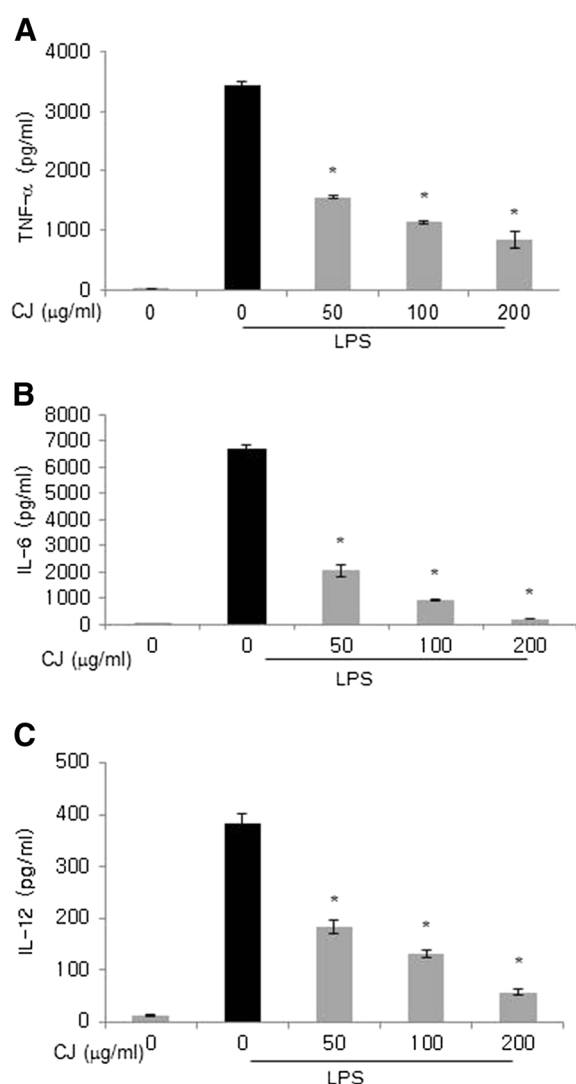 A
4000
3000
2000
1000
0
TNF-α (pg/ml)
*
*
*
CJ (μg/ml) 0 0 50 100 200
LPS
B
8000
7000
6000
5000
4000
3000
2000
1000
0
IL-6 (pg/ml)
*
*
*
CJ (μg/ml) 0 0 50 100 200
LPS
C
500
400
300
200
100
0
IL-12 (pg/ml)
*
*
*
CJ (μg/ml) 0 0 50 100 200
LPS